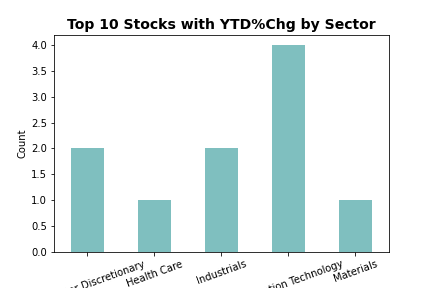 Top 10 Stocks with YTD%Chg by Sector
4.0
3.5
3.0
2.5
2.0
1.5
1.0
0.5
0.0
Count
Discretionary
Health Care
Industrials
Technology
Materials